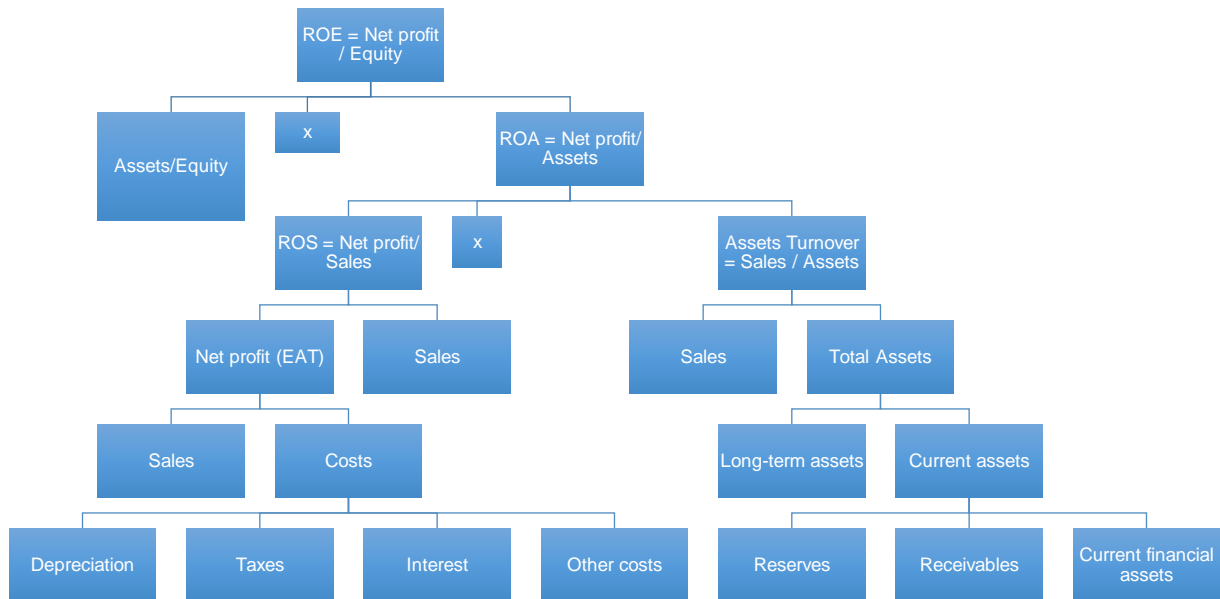 ROE = Net profit
/ Equity
Assets/Equity
x
ROA = Net profit/
Assets
ROS = Net profit/
Sales
x
Assets Turnover
= Sales / Assets
Net profit (EAT)
Sales
Sales
Total Assets
Sales
Costs
Long-term assets
Current assets
Depreciation
Taxes
Interest
Other costs
Reserves
Receivables
Current financial
assets